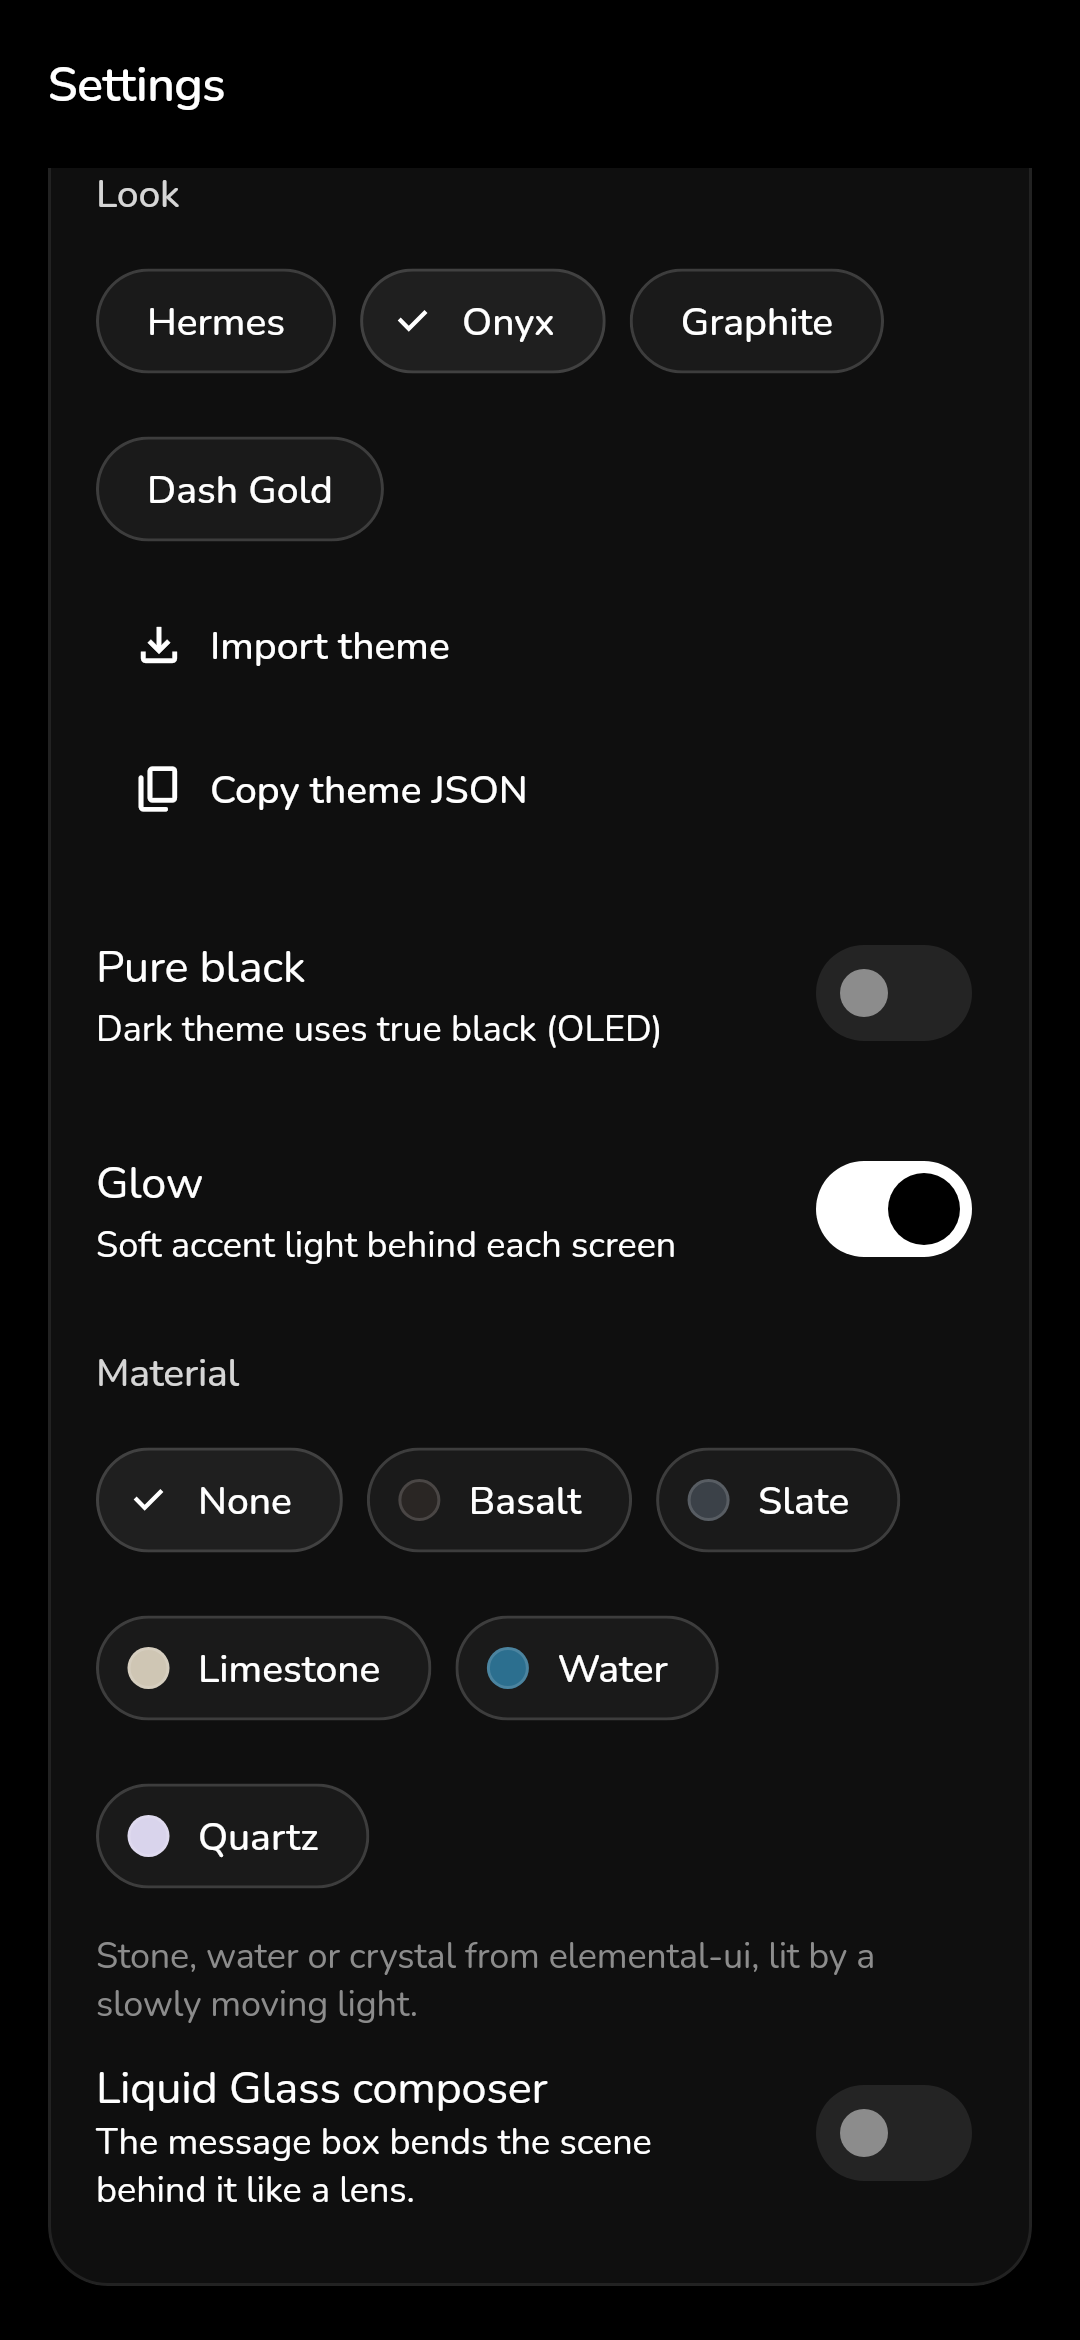 Settings
Look
Hermes
Onyx
Graphite
Dash Gold
Import theme
Copy theme JSON
Pure black
Dark theme uses true black (OLED)
Glow
Soft accent light behind each screen
Material
None
Basalt
Slate
Limestone
Water
Quartz
Stone, water or crystal from elemental-ui, lit by a
slowly moving light.
Liquid Glass composer
The message box bends the scene
behind it like a lens.